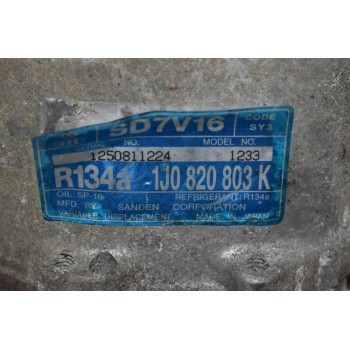 SD7V16 CODE
SY3
NO. MODEL NO.
1250811224 1233
R134a 1J0 820 803 K
OIL: SP-10 REFRIGERANT: R134a
MFD BY SANDEN CORPORATION
VARIABLE DISPLACEMENT MADE IN JAPAN